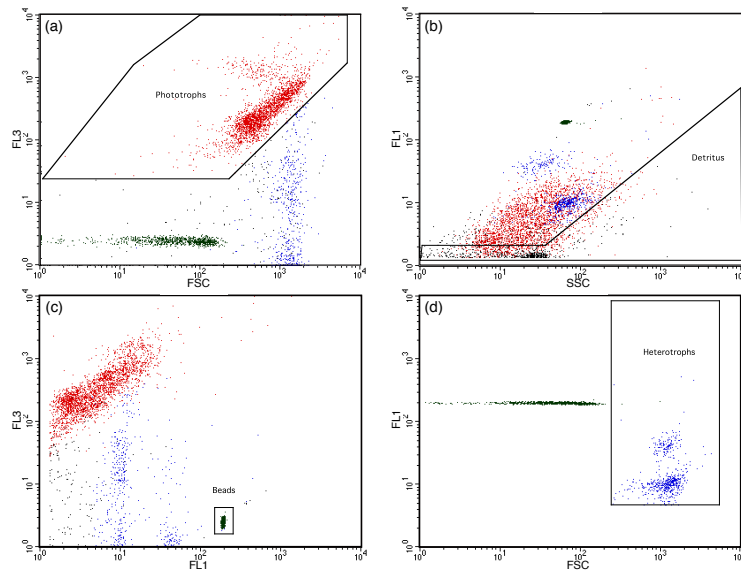 (a)
10⁴
10³
10²
10¹
10⁰
FL3
Phototrophs
10⁰ 10¹ 10² 10³ 10⁴
FSC
(b)
10⁴
10³
10²
10¹
10⁰
FL1
Detritus
10⁰ 10¹ 10² 10³ 10⁴
SSC
(c)
10⁴
10³
10²
10¹
10⁰
FL3
Beads
10⁰ 10¹ 10² 10³ 10⁴
FL1
(d)
10⁴
10³
10²
10¹
10⁰
FL1
Heterotrophs
10⁰ 10¹ 10² 10³ 10⁴
FSC